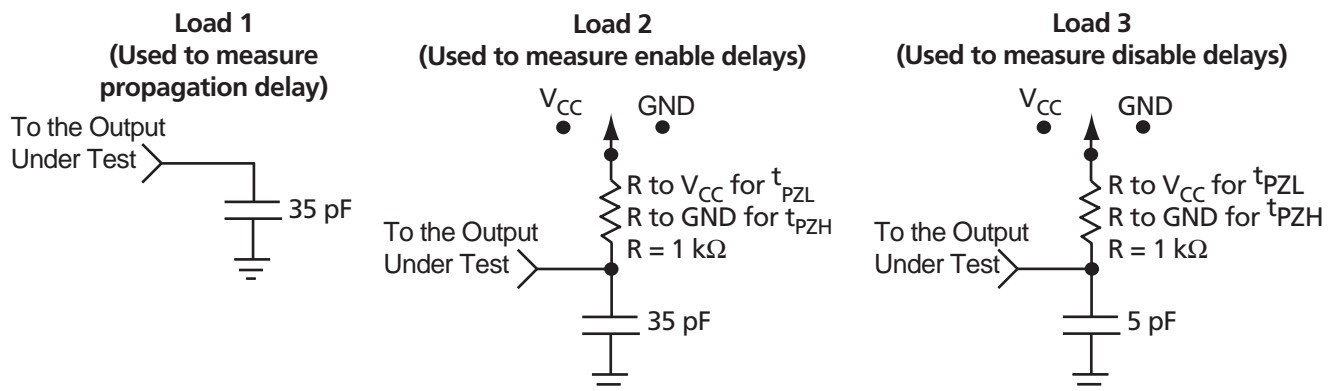 Load 1
(Used to measure
propagation delay)
To the Output
Under Test
35 pF
Load 2
(Used to measure enable delays)
VCC
GND
R to VCC for tPZL
R to GND for tPZH
R = 1 kΩ
To the Output
Under Test
35 pF
Load 3
(Used to measure disable delays)
VCC
GND
R to VCC for tPZL
R to GND for tPZH
R = 1 kΩ
To the Output
Under Test
5 pF